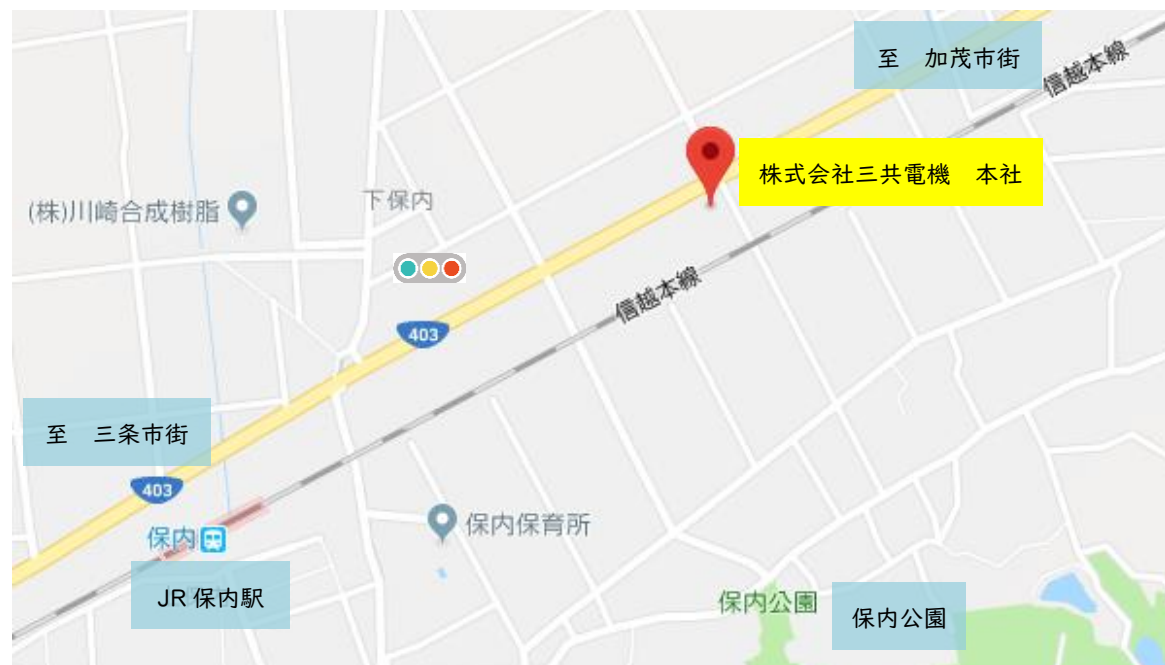 至　加茂市街
信越本線
株式会社三共電機　本社
下保内
(株)川崎合成樹脂
信越本線
403
至　三条市街
403
保内
保内保育所
JR保内駅
保内公園
保内公園